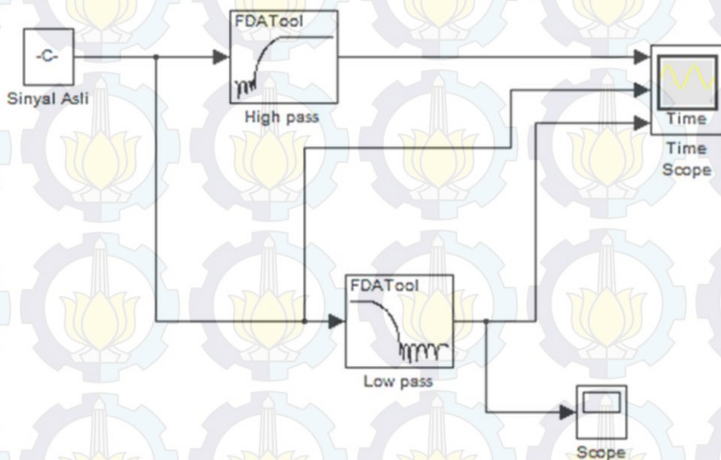 FDATool
-C-
Sinyal Asli
High pass
Time
Time
Scope
FDATool
Low pass
Scope